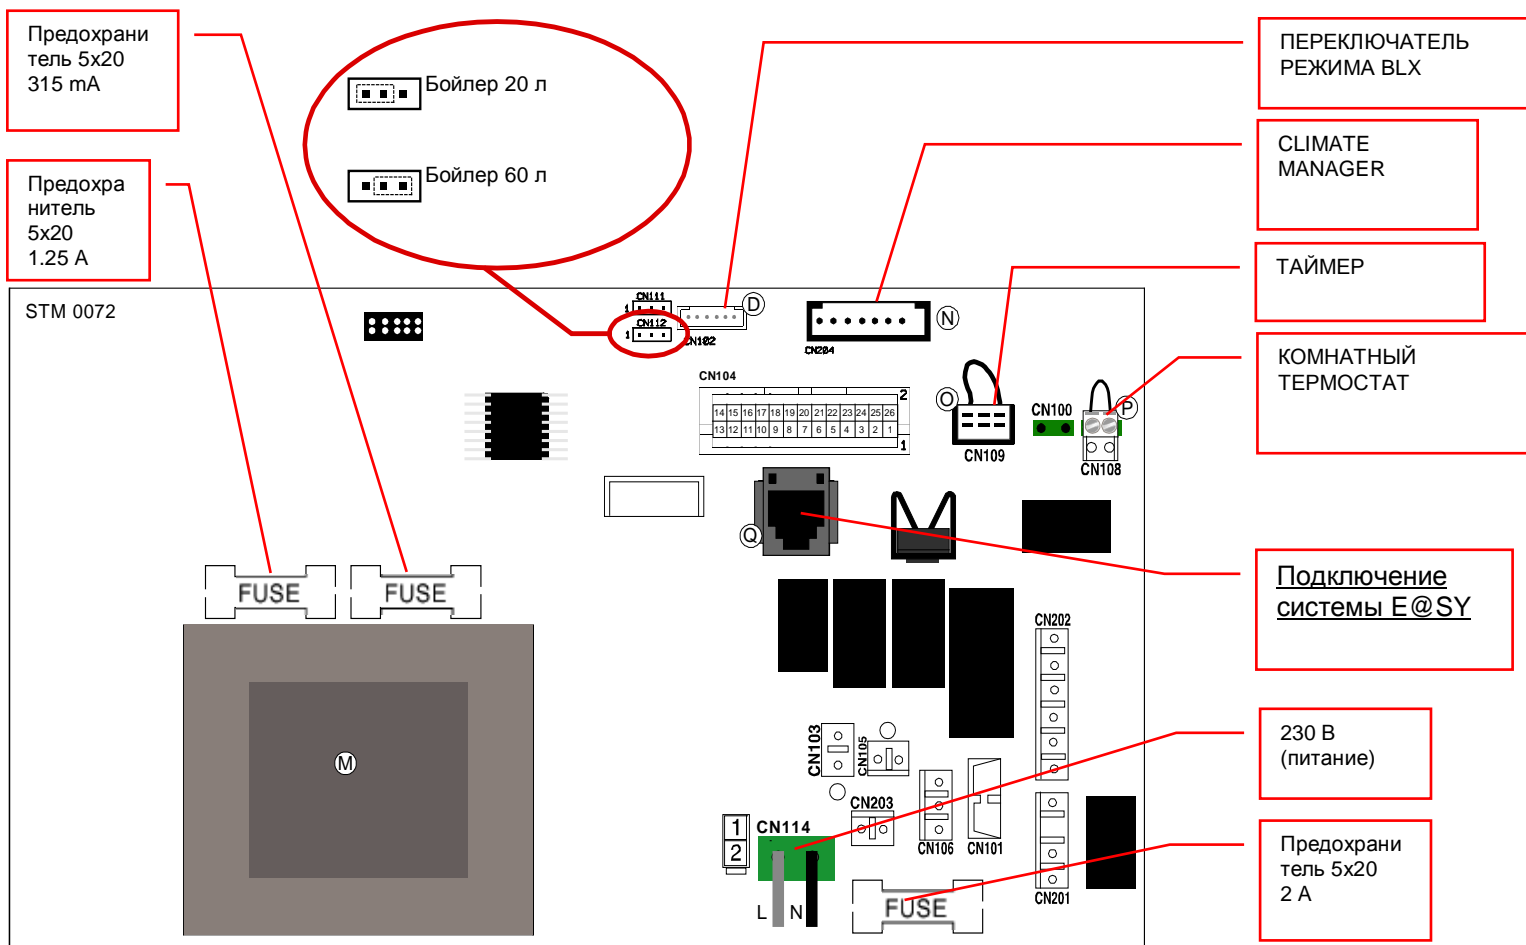 Предохрани
тель 5x20
315 mA
Бойлер 20 л
Бойлер 60 л
ПЕРЕКЛЮЧАТЕЛЬ
РЕЖИМА BLX
CLIMATE
MANAGER
Предохра
нитель
5x20
1.25 A
ТАЙМЕР
STM 0072
CN111
1
D
N
CN112
1
CN102
CN204
КОМНАТНЫЙ
ТЕРМОСТАТ
CN104
2
14 15 16 17 18 19 20 21 22 23 24 25 26
13 12 11 10 9 8 7 6 5 4 3 2 1
1
O
CN109
CN100
P
CN108
Q
Подключение
системы E@SY
FUSE
FUSE
CN202
M
CN103
CN105
230 В
(питание)
CN203
1
2
CN114
CN106
CN101
CN201
L
N
FUSE
Предохрани
тель 5x20
2 A